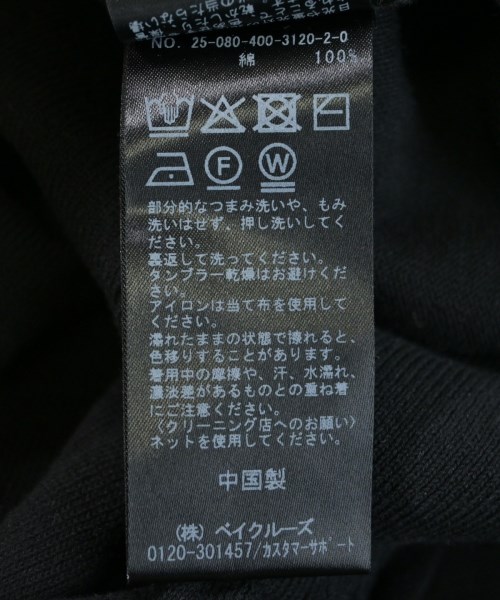 NO. 25-080-400-3120-2-0
綿 100%
F W
部分的なつまみ洗いや、もみ
洗いはせず、押し洗いしてく
ださい。
裏返して洗ってください。
タンブラー乾燥はお避けくだ
さい。
アイロンは当て布を使用して
ください。
濡れたままの状態で擦れると、
色移りすることがあります。
着用中の摩擦や、汗、水濡れ、
濃淡差があるものとの重ね着
にご注意ください。
〈クリーニング店へのお願い〉
ネットを使用してください。
中国製
(株) ベイクルーズ
0120-301457/カスタマーサポート